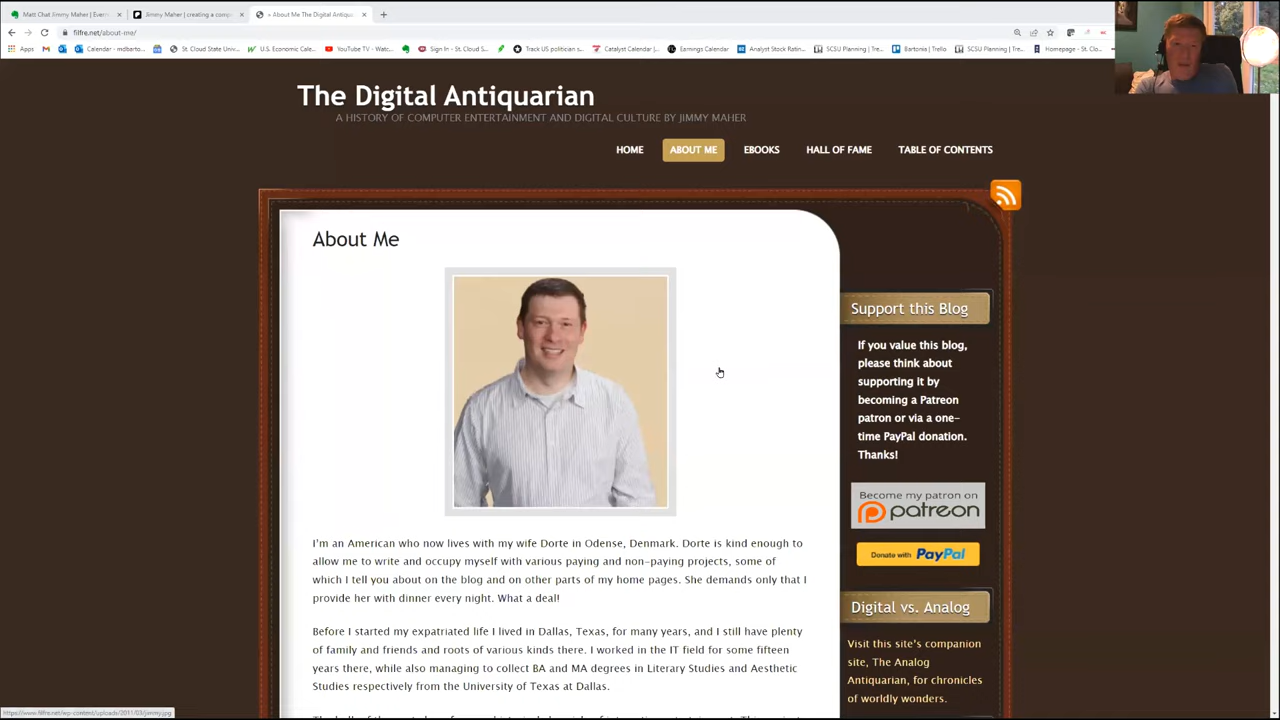 Matt Chat Jimmy Maher | Evern
Jimmy Maher | creating a comp
» About Me The Digital Antiquari
filfre.net/about-me/
Apps
Calendar - mdbarto...
St. Cloud State Univ...
U.S. Economic Cale...
YouTube TV - Watc...
Sign In - St. Cloud S...
Track US politician s...
Catalyst Calendar |...
Earnings Calendar
Analyst Stock Ratin...
SCSU Planning | Tre...
Bartonia | Trello
SCSU Planning | Tre...
Homepage - St. Clo...
The Digital Antiquarian
A HISTORY OF COMPUTER ENTERTAINMENT AND DIGITAL CULTURE BY JIMMY MAHER
HOME ABOUT ME EBOOKS HALL OF FAME TABLE OF CONTENTS
About Me
I'm an American who now lives with my wife Dorte in Odense, Denmark. Dorte is kind enough to
allow me to write and occupy myself with various paying and non-paying projects, some of
which I tell you about on the blog and on other parts of my home pages. She demands only that I
provide her with dinner every night. What a deal!
Before I started my expatriated life I lived in Dallas, Texas, for many years, and I still have plenty
of family and friends and roots of various kinds there. I worked in the IT field for some fifteen
years there, while also managing to collect BA and MA degrees in Literary Studies and Aesthetic
Studies respectively from the University of Texas at Dallas.
Support this Blog
If you value this blog,
please think about
supporting it by
becoming a Patreon
patron or via a one-
time PayPal donation.
Thanks!
Become my patron on
patreon
Donate with PayPal
Digital vs. Analog
Visit this site's companion
site, The Analog
Antiquarian, for chronicles
of worldly wonders.
https://www.filfre.net/wp-content/uploads/2011/03/jimmy.jpg